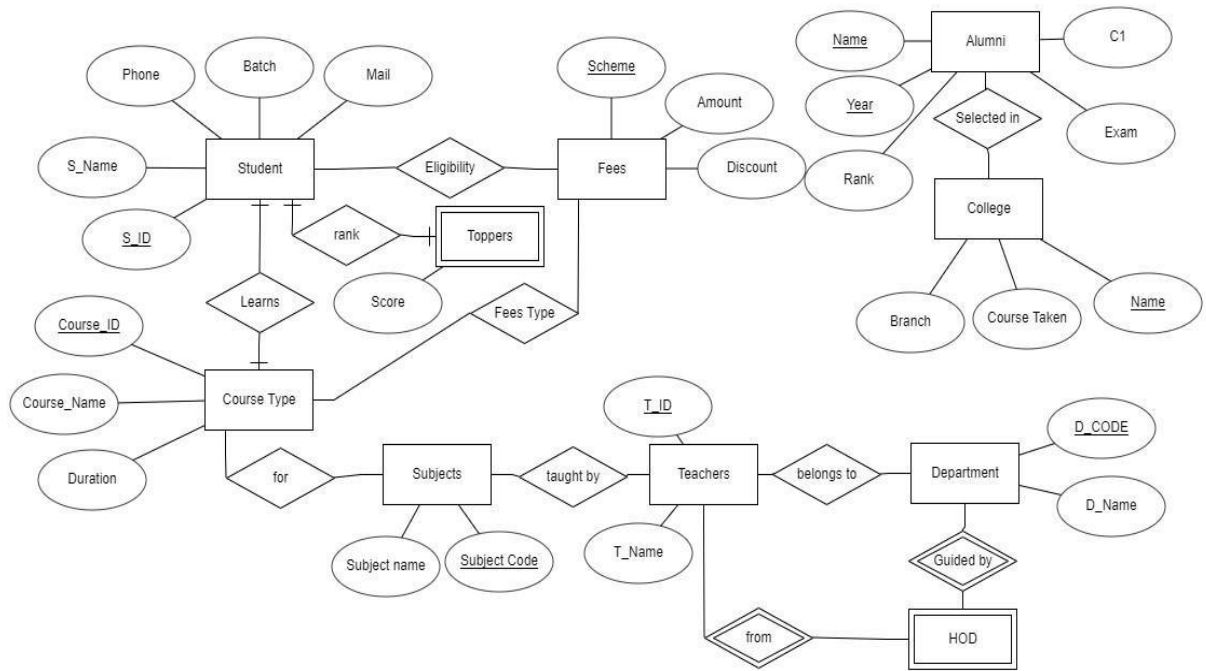 Name
Alumni
C1
Phone
Batch
Mail
Scheme
Amount
Year
Selected in
Exam
S_Name
Student
Eligibility
Fees
Discount
Rank
College
S_ID
rank
Toppers
Learns
Score
Fees Type
Branch
Course Taken
Name
Course_ID
Course_Name
Course Type
T_ID
D_CODE
Duration
for
Subjects
taught by
Teachers
belongs to
Department
D_Name
Subject name
Subject Code
T_Name
Guided by
from
HOD